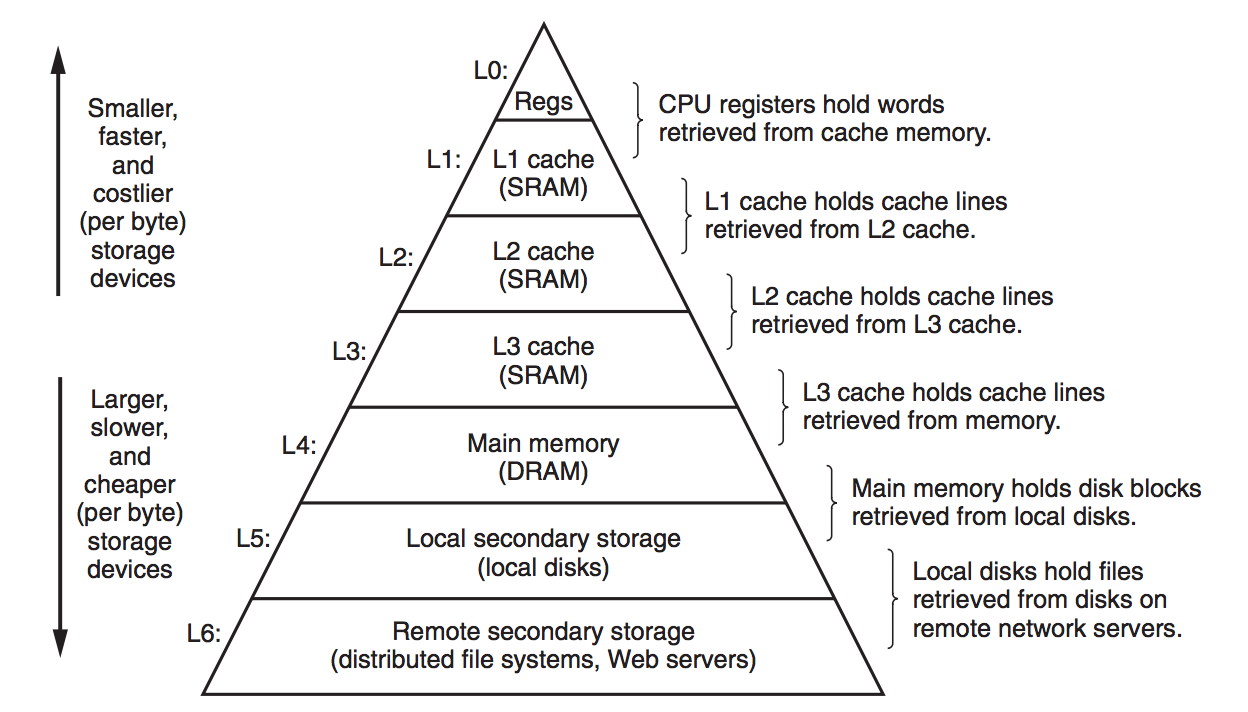 L0:
Regs
CPU registers hold words
retrieved from cache memory.
Smaller,
faster,
and
costlier
(per byte)
storage
devices
L1:
L1 cache
(SRAM)
L1 cache holds cache lines
retrieved from L2 cache.
L2:
L2 cache
(SRAM)
L2 cache holds cache lines
retrieved from L3 cache.
L3:
L3 cache
(SRAM)
L3 cache holds cache lines
retrieved from memory.
Larger,
slower,
and
cheaper
(per byte)
storage
devices
L4:
Main memory
(DRAM)
Main memory holds disk blocks
retrieved from local disks.
L5:
Local secondary storage
(local disks)
Local disks hold files
retrieved from disks on
remote network servers.
L6:
Remote secondary storage
(distributed file systems, Web servers)